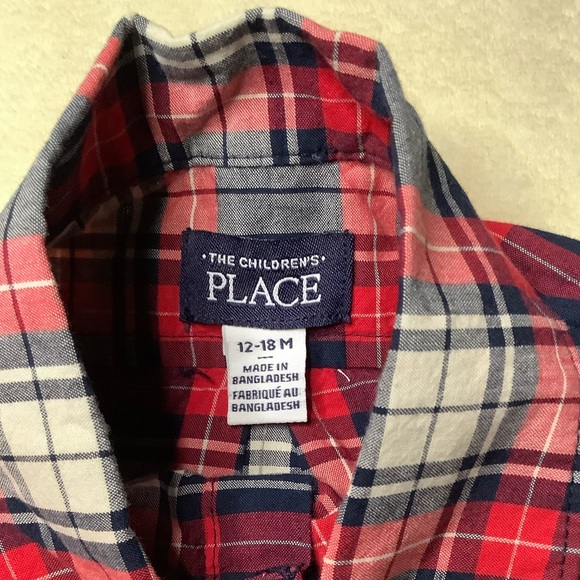 · THE CHILDREN'S ·
PLACE
12-18 M
MADE IN
BANGLADESH
FABRIQUÉ AU
BANGLADESH